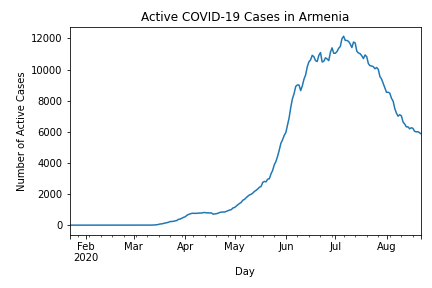 Active COVID-19 Cases in Armenia
Number of Active Cases
12000
10000
8000
6000
4000
2000
0
Feb Mar Apr May Jun Jul Aug
2020
Day